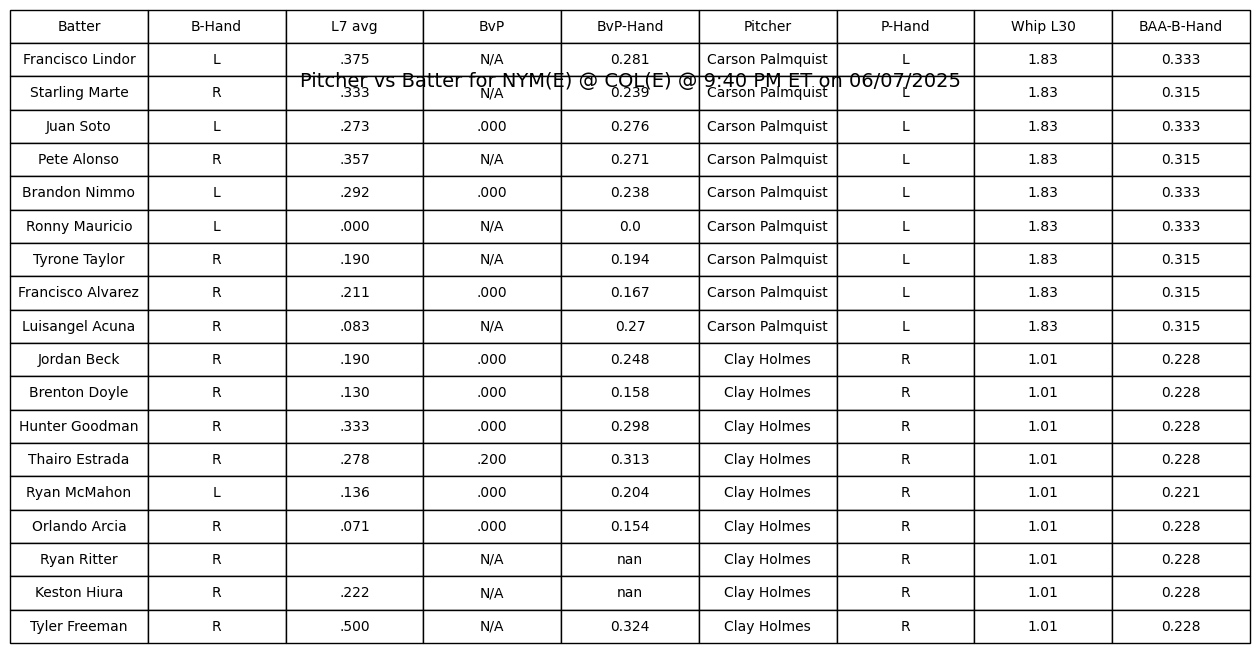 Batter B-Hand L7 avg BvP BvP-Hand Pitcher P-Hand Whip L30 BAA-B-Hand
Francisco Lindor L .375 N/A 0.281 Carson Palmquist L 1.83 0.333
Pitcher vs Batter for NYM(E) @ COL(E) @ 9:40 PM ET on 06/07/2025
Starling Marte R .333 N/A 0.239 Carson Palmquist L 1.83 0.315
Juan Soto L .273 .000 0.276 Carson Palmquist L 1.83 0.333
Pete Alonso R .357 N/A 0.271 Carson Palmquist L 1.83 0.315
Brandon Nimmo L .292 .000 0.238 Carson Palmquist L 1.83 0.333
Ronny Mauricio L .000 N/A 0.0 Carson Palmquist L 1.83 0.333
Tyrone Taylor R .190 N/A 0.194 Carson Palmquist L 1.83 0.315
Francisco Alvarez R .211 .000 0.167 Carson Palmquist L 1.83 0.315
Luisangel Acuna R .083 N/A 0.27 Carson Palmquist L 1.83 0.315
Jordan Beck R .190 .000 0.248 Clay Holmes R 1.01 0.228
Brenton Doyle R .130 .000 0.158 Clay Holmes R 1.01 0.228
Hunter Goodman R .333 .000 0.298 Clay Holmes R 1.01 0.228
Thairo Estrada R .278 .200 0.313 Clay Holmes R 1.01 0.228
Ryan McMahon L .136 .000 0.204 Clay Holmes R 1.01 0.221
Orlando Arcia R .071 .000 0.154 Clay Holmes R 1.01 0.228
Ryan Ritter R N/A nan Clay Holmes R 1.01 0.228
Keston Hiura R .222 N/A nan Clay Holmes R 1.01 0.228
Tyler Freeman R .500 N/A 0.324 Clay Holmes R 1.01 0.228